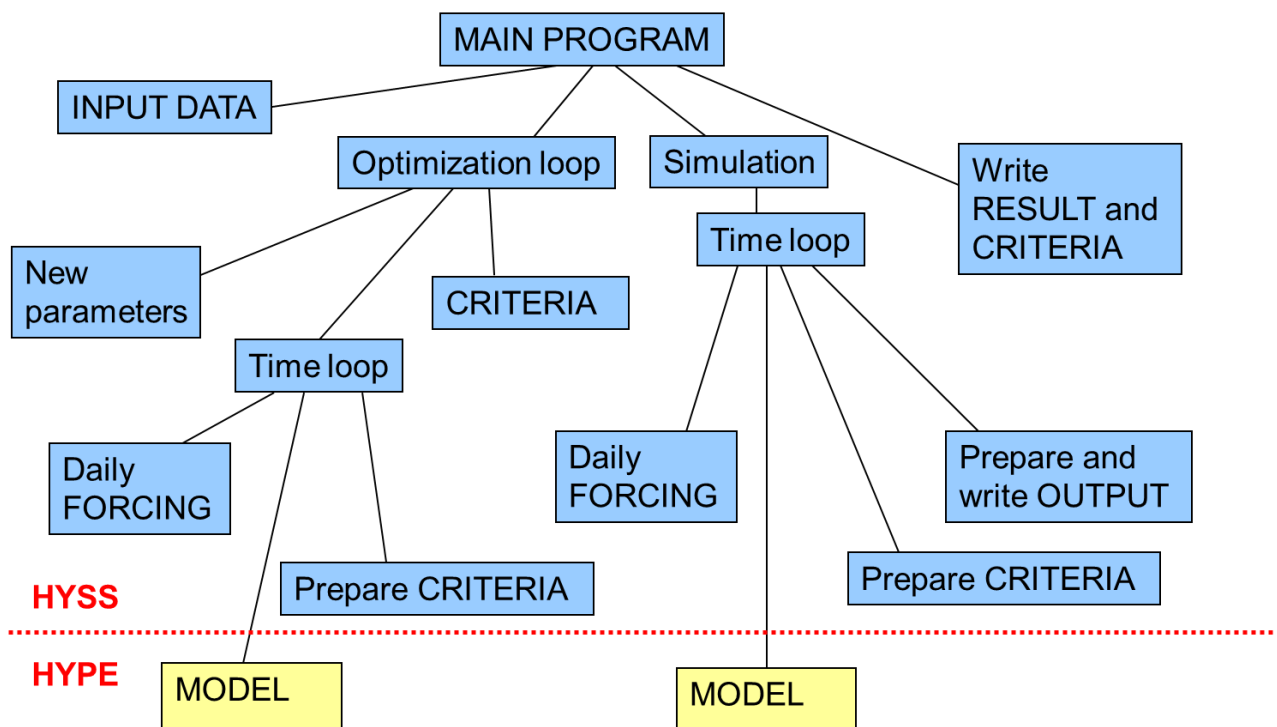 MAIN PROGRAM
INPUT DATA
Optimization loop
Simulation
Write
RESULT and
CRITERIA
Time loop
New
parameters
CRITERIA
Time loop
Daily
FORCING
Daily
FORCING
Prepare and
write OUTPUT
Prepare CRITERIA
Prepare CRITERIA
HYSS
HYPE
MODEL
MODEL